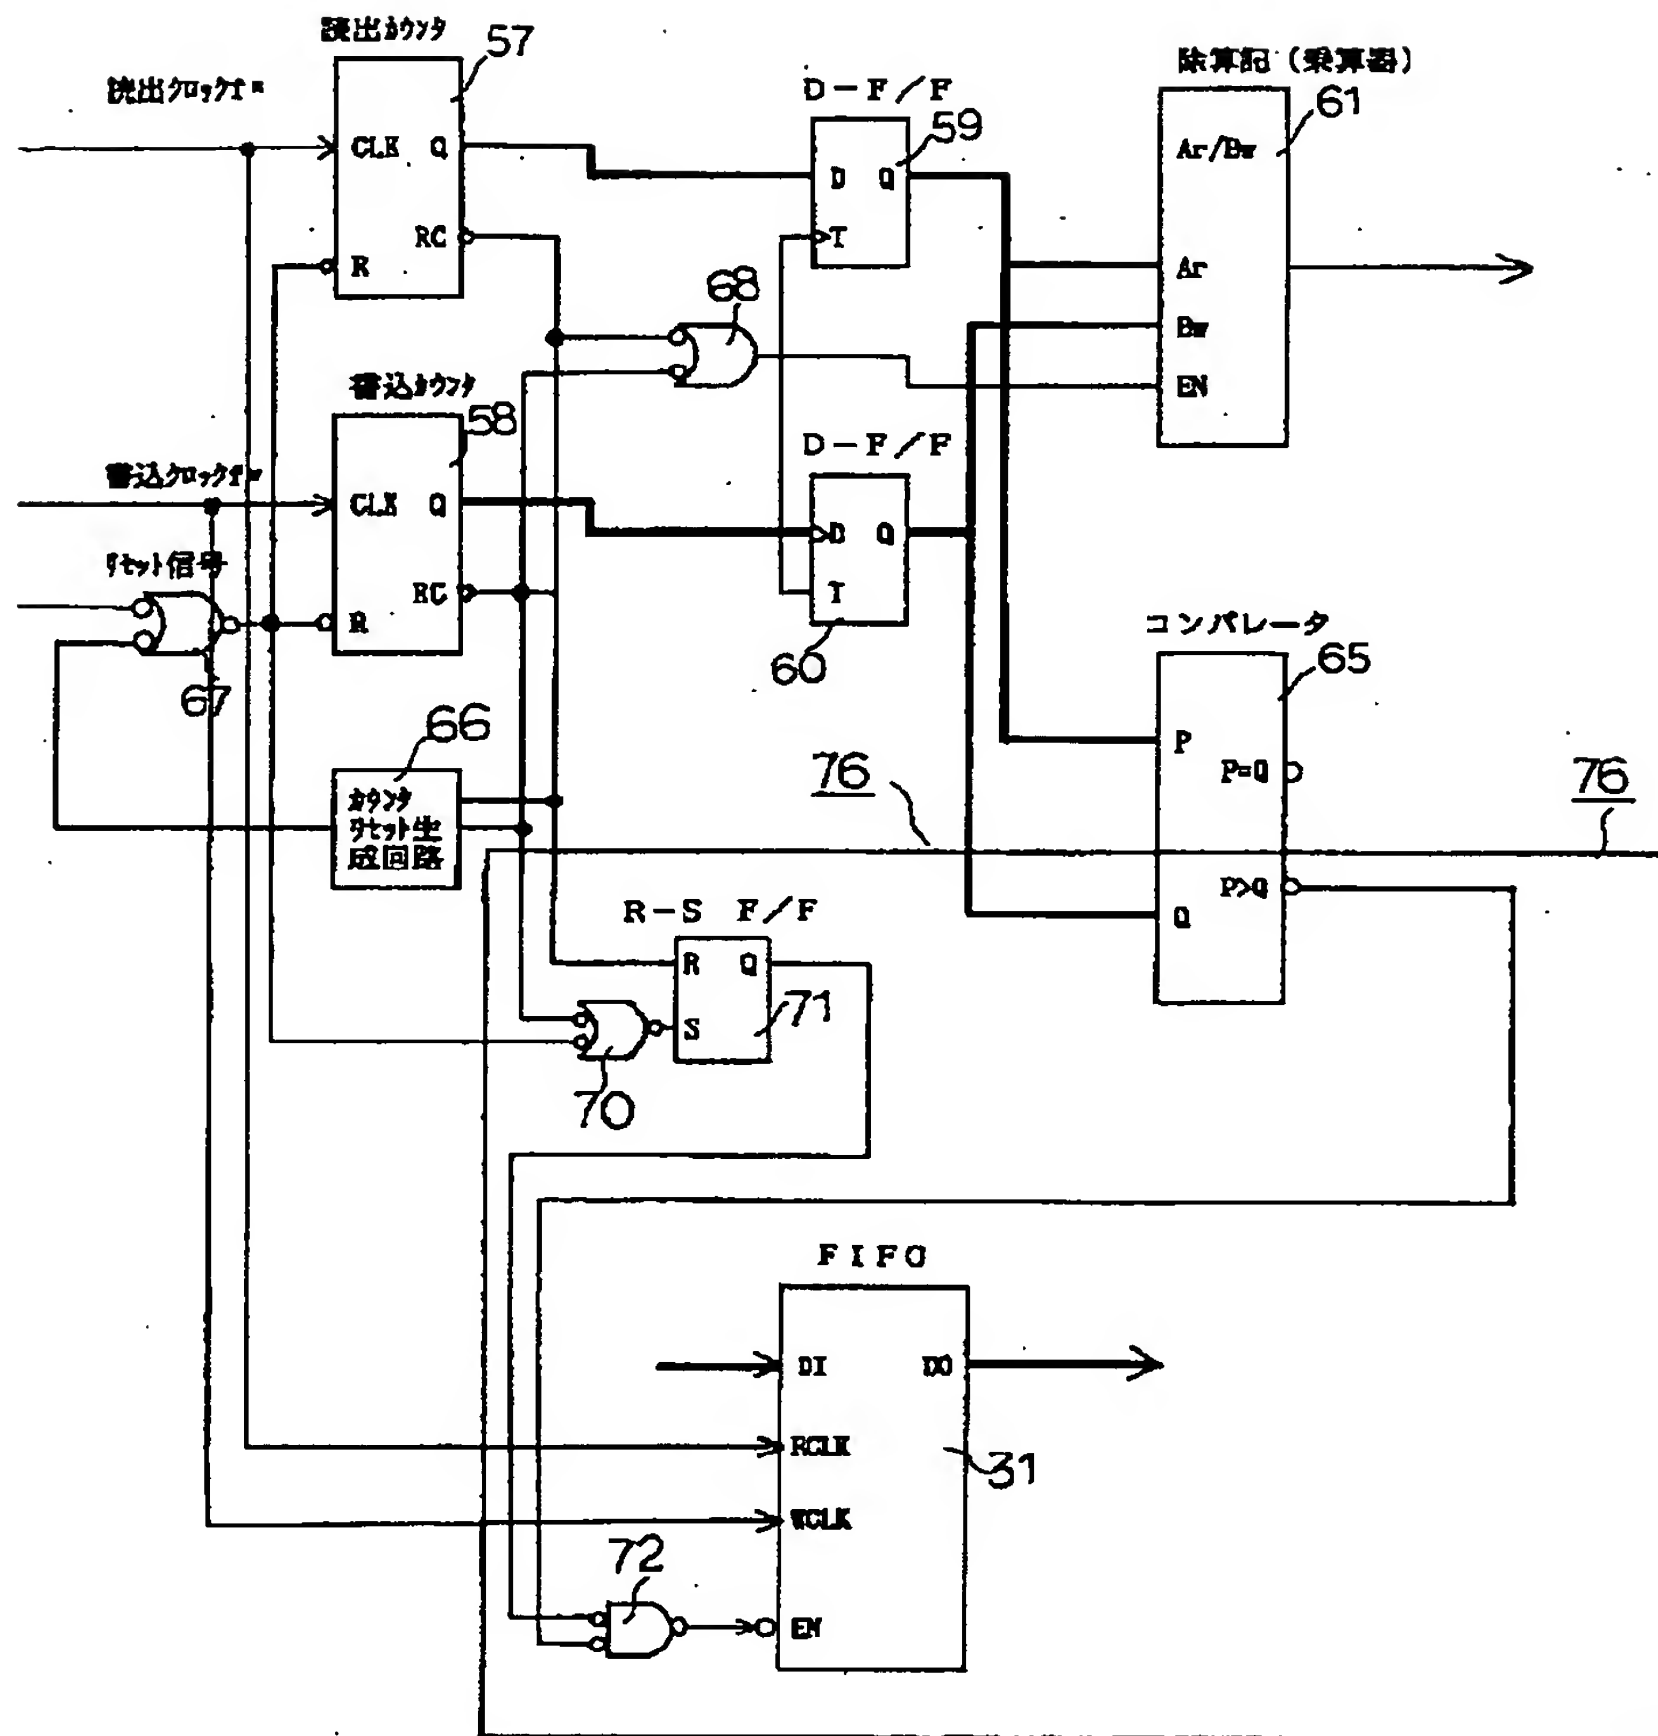 読出カウンタ
57
読出クロックfR
CLK Q
RC
R
D-F/F
59
D Q
T
除算記(乗算器)
61
Ar/Bw
Ar
Bw
EN
68
書込カウンタ
58
書込クロックfw
CLK Q
RC
R
リセット信号
67
D-F/F
D Q
T
60
コンパレータ
65
P
P=Q
P>Q
Q
76
76
66
カウンタ
リセット生
成回路
R-S F/F
R Q
S
71
70
FIFO
DI DO
RCLK
31
WCLK
EN
72